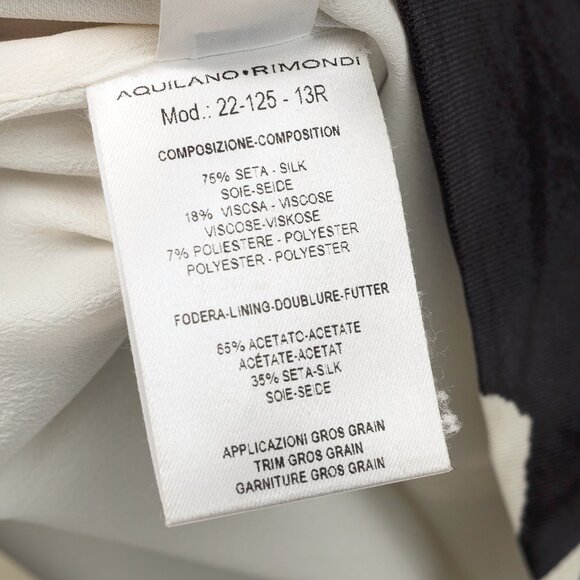 AQUILANO•RIMONDI
Mod.: 22-125 - 13R
COMPOSIZIONE-COMPOSITION
75% SETA - SILK
SOIE-SEIDE
18% VISCSA - VISCOSE
VISCOSE-VISKOSE
7% POLIESTERE - POLYESTER
POLYESTER - POLYESTER
FODERA-LINING-DOUBLURE-FUTTER
65% ACETATO-ACETATE
ACÉTATE-ACETAT
35% SETA-SILK
SOIE-SEIDE
APPLICAZIONI GROS GRAIN
TRIM GROS GRAIN
GARNITURE GROS GRAIN